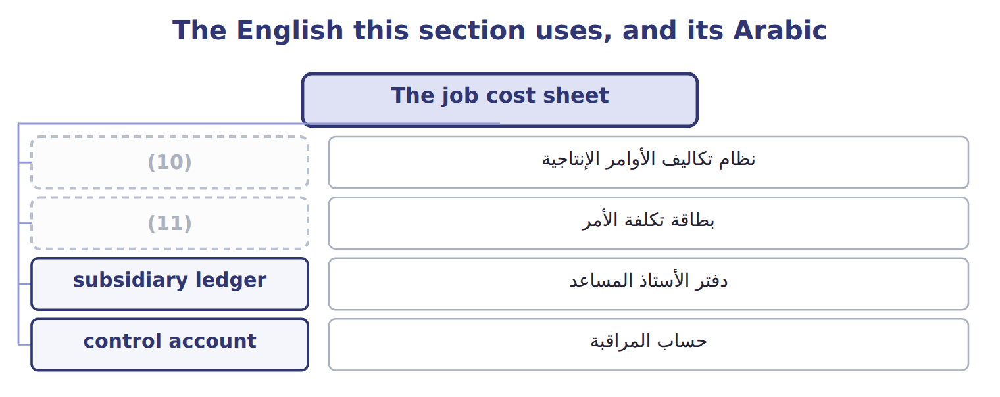 The English this section uses, and its Arabic
The job cost sheet
(10)
نظام تكاليف الأوامر الإنتاجية
(11)
بطاقة تكلفة الأمر
subsidiary ledger
دفتر الأستاذ المساعد
control account
حساب المراقبة